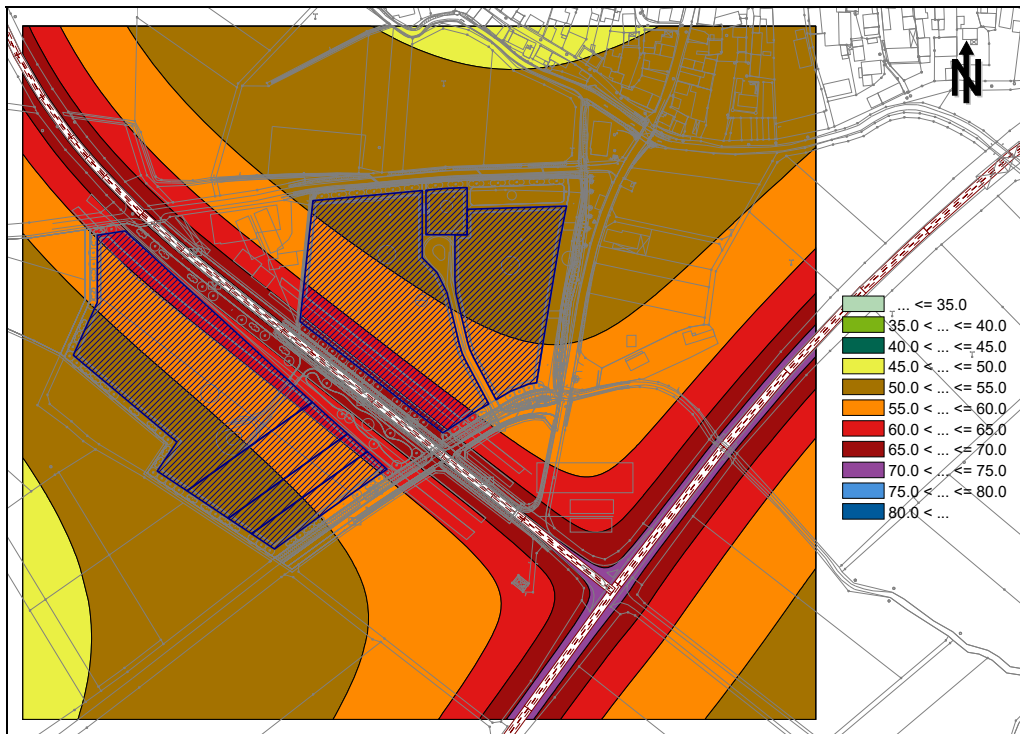 N
... <= 35.0
35.0 < ... <= 40.0
40.0 < ... <= 45.0
45.0 < ... <= 50.0
50.0 < ... <= 55.0
55.0 < ... <= 60.0
60.0 < ... <= 65.0
65.0 < ... <= 70.0
70.0 < ... <= 75.0
75.0 < ... <= 80.0
80.0 < ...